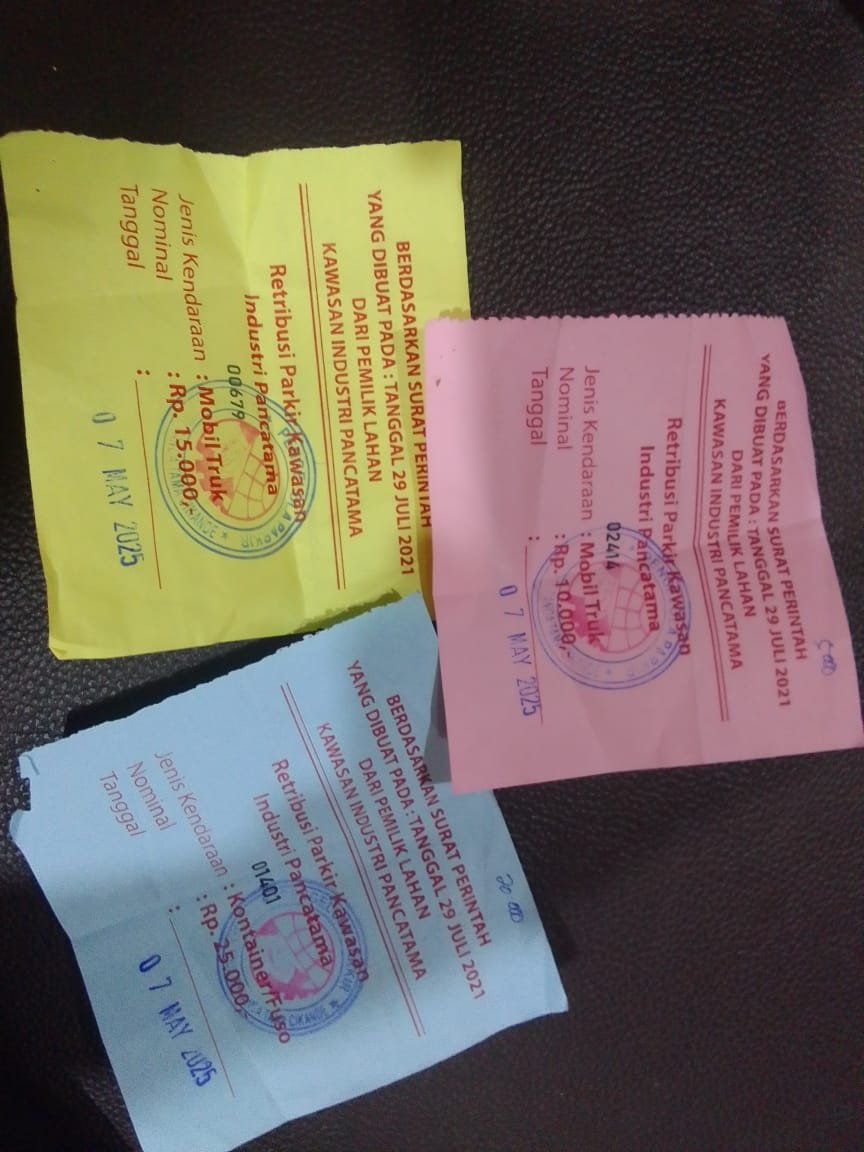 BERDASARKAN SURAT PERINTAH
YANG DIBUAT PADA : TANGGAL 29 JULI 2021
DARI PEMILIK LAHAN
KAWASAN INDUSTRI PANCATAMA
Retribusi Parkir Kawasan
Industri Pancatama
00679
Jenis Kendaraan : Mobil Truk
Nominal : Rp. 15.000,-
Tanggal :
07 MAY 2025
5 000
BERDASARKAN SURAT PERINTAH
YANG DIBUAT PADA : TANGGAL 29 JULI 2021
DARI PEMILIK LAHAN
KAWASAN INDUSTRI PANCATAMA
Retribusi Parkir Kawasan
Industri Pancatama
02414
Jenis Kendaraan : Mobil Truk
Nominal : Rp. 10.000,-
Tanggal :
07 MAY 2025
20 000
BERDASARKAN SURAT PERINTAH
YANG DIBUAT PADA : TANGGAL 29 JULI 2021
DARI PEMILIK LAHAN
KAWASAN INDUSTRI PANCATAMA
Retribusi Parkir Kawasan
Industri Pancatama
01401
Jenis Kendaraan : Kontainer/Fuso
Nominal : Rp. 25.000,-
Tanggal :
07 MAY 2025
CIKANDE